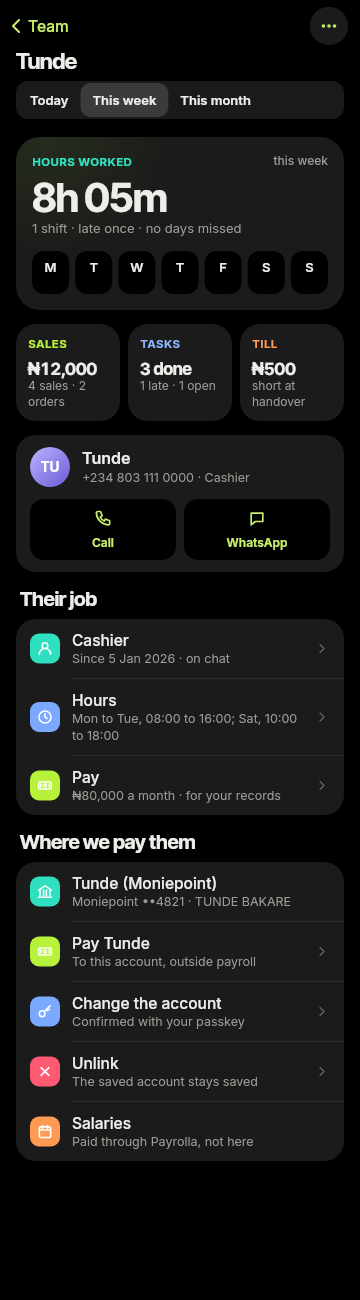 Team
Tunde
Today This week This month
HOURS WORKED this week
8h 05m
1 shift · late once · no days missed
M T W T F S S
SALES TASKS TILL
₦12,000 3 done ₦500
4 sales · 2 1 late · 1 open short at
orders handover
TU Tunde
+234 803 111 0000 · Cashier
Call WhatsApp
Their job
Cashier
Since 5 Jan 2026 · on chat
Hours
Mon to Tue, 08:00 to 16:00; Sat, 10:00
to 18:00
Pay
₦80,000 a month · for your records
Where we pay them
Tunde (Moniepoint)
Moniepoint ••4821 · TUNDE BAKARE
Pay Tunde
To this account, outside payroll
Change the account
Confirmed with your passkey
Unlink
The saved account stays saved
Salaries
Paid through Payrolla, not here